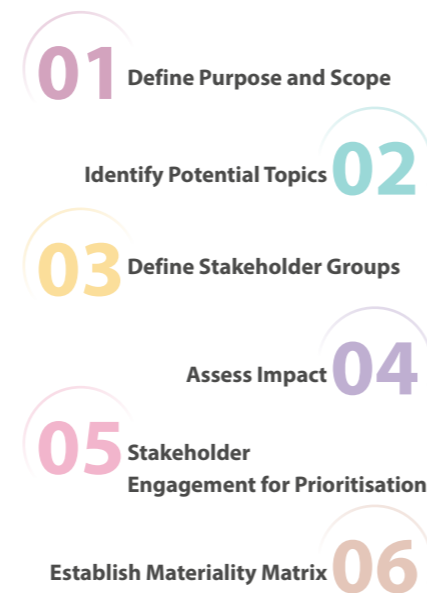 01 Define Purpose and Scope
Identify Potential Topics 02
03 Define Stakeholder Groups
Assess Impact 04
05 Stakeholder
Engagement for Prioritisation
Establish Materiality Matrix 06